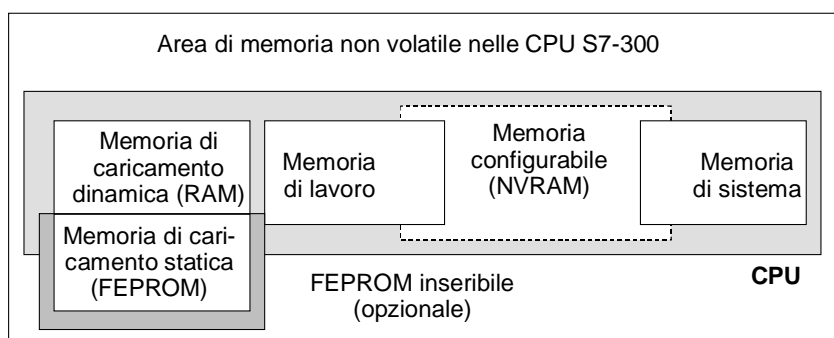 Area di memoria non volatile nelle CPU S7-300
Memoria di
caricamento
dinamica (RAM)
Memoria di cari-
camento statica
(FEPROM)
Memoria
di lavoro
Memoria
configurabile
(NVRAM)
Memoria
di sistema
FEPROM inseribile
(opzionale)
CPU